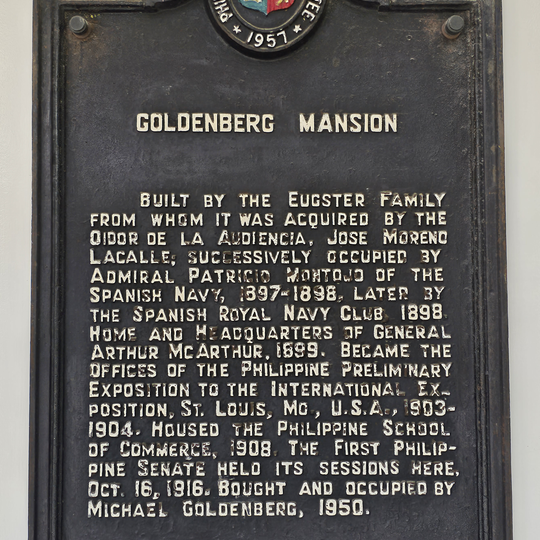 PHI
TEE
★ 1957 ★
GOLDENBERG MANSION
BUILT BY THE EUGSTER FAMILY
FROM WHOM IT WAS ACQUIRED BY THE
OIDOR DE LA AUDIENCIA, JOSE MORENO
LACALLE; SUCCESSIVELY OCCUPIED BY
ADMIRAL PATRICIO MONTOJO OF THE
SPANISH NAVY, 1897-1898, LATER BY
THE SPANISH ROYAL NAVY CLUB, 1898.
HOME AND HEADQUARTERS OF GENERAL
ARTHUR MCARTHUR, 1899. BECAME THE
OFFICES OF THE PHILIPPINE PRELIMINARY
EXPOSITION TO THE INTERNATIONAL EX-
POSITION, ST. LOUIS, MO., U.S.A., 1903-
1904. HOUSED THE PHILIPPINE SCHOOL
OF COMMERCE, 1908. THE FIRST PHILIP-
PINE SENATE HELD ITS SESSIONS HERE,
OCT. 16, 1916. BOUGHT AND OCCUPIED BY
MICHAEL GOLDENBERG, 1950.